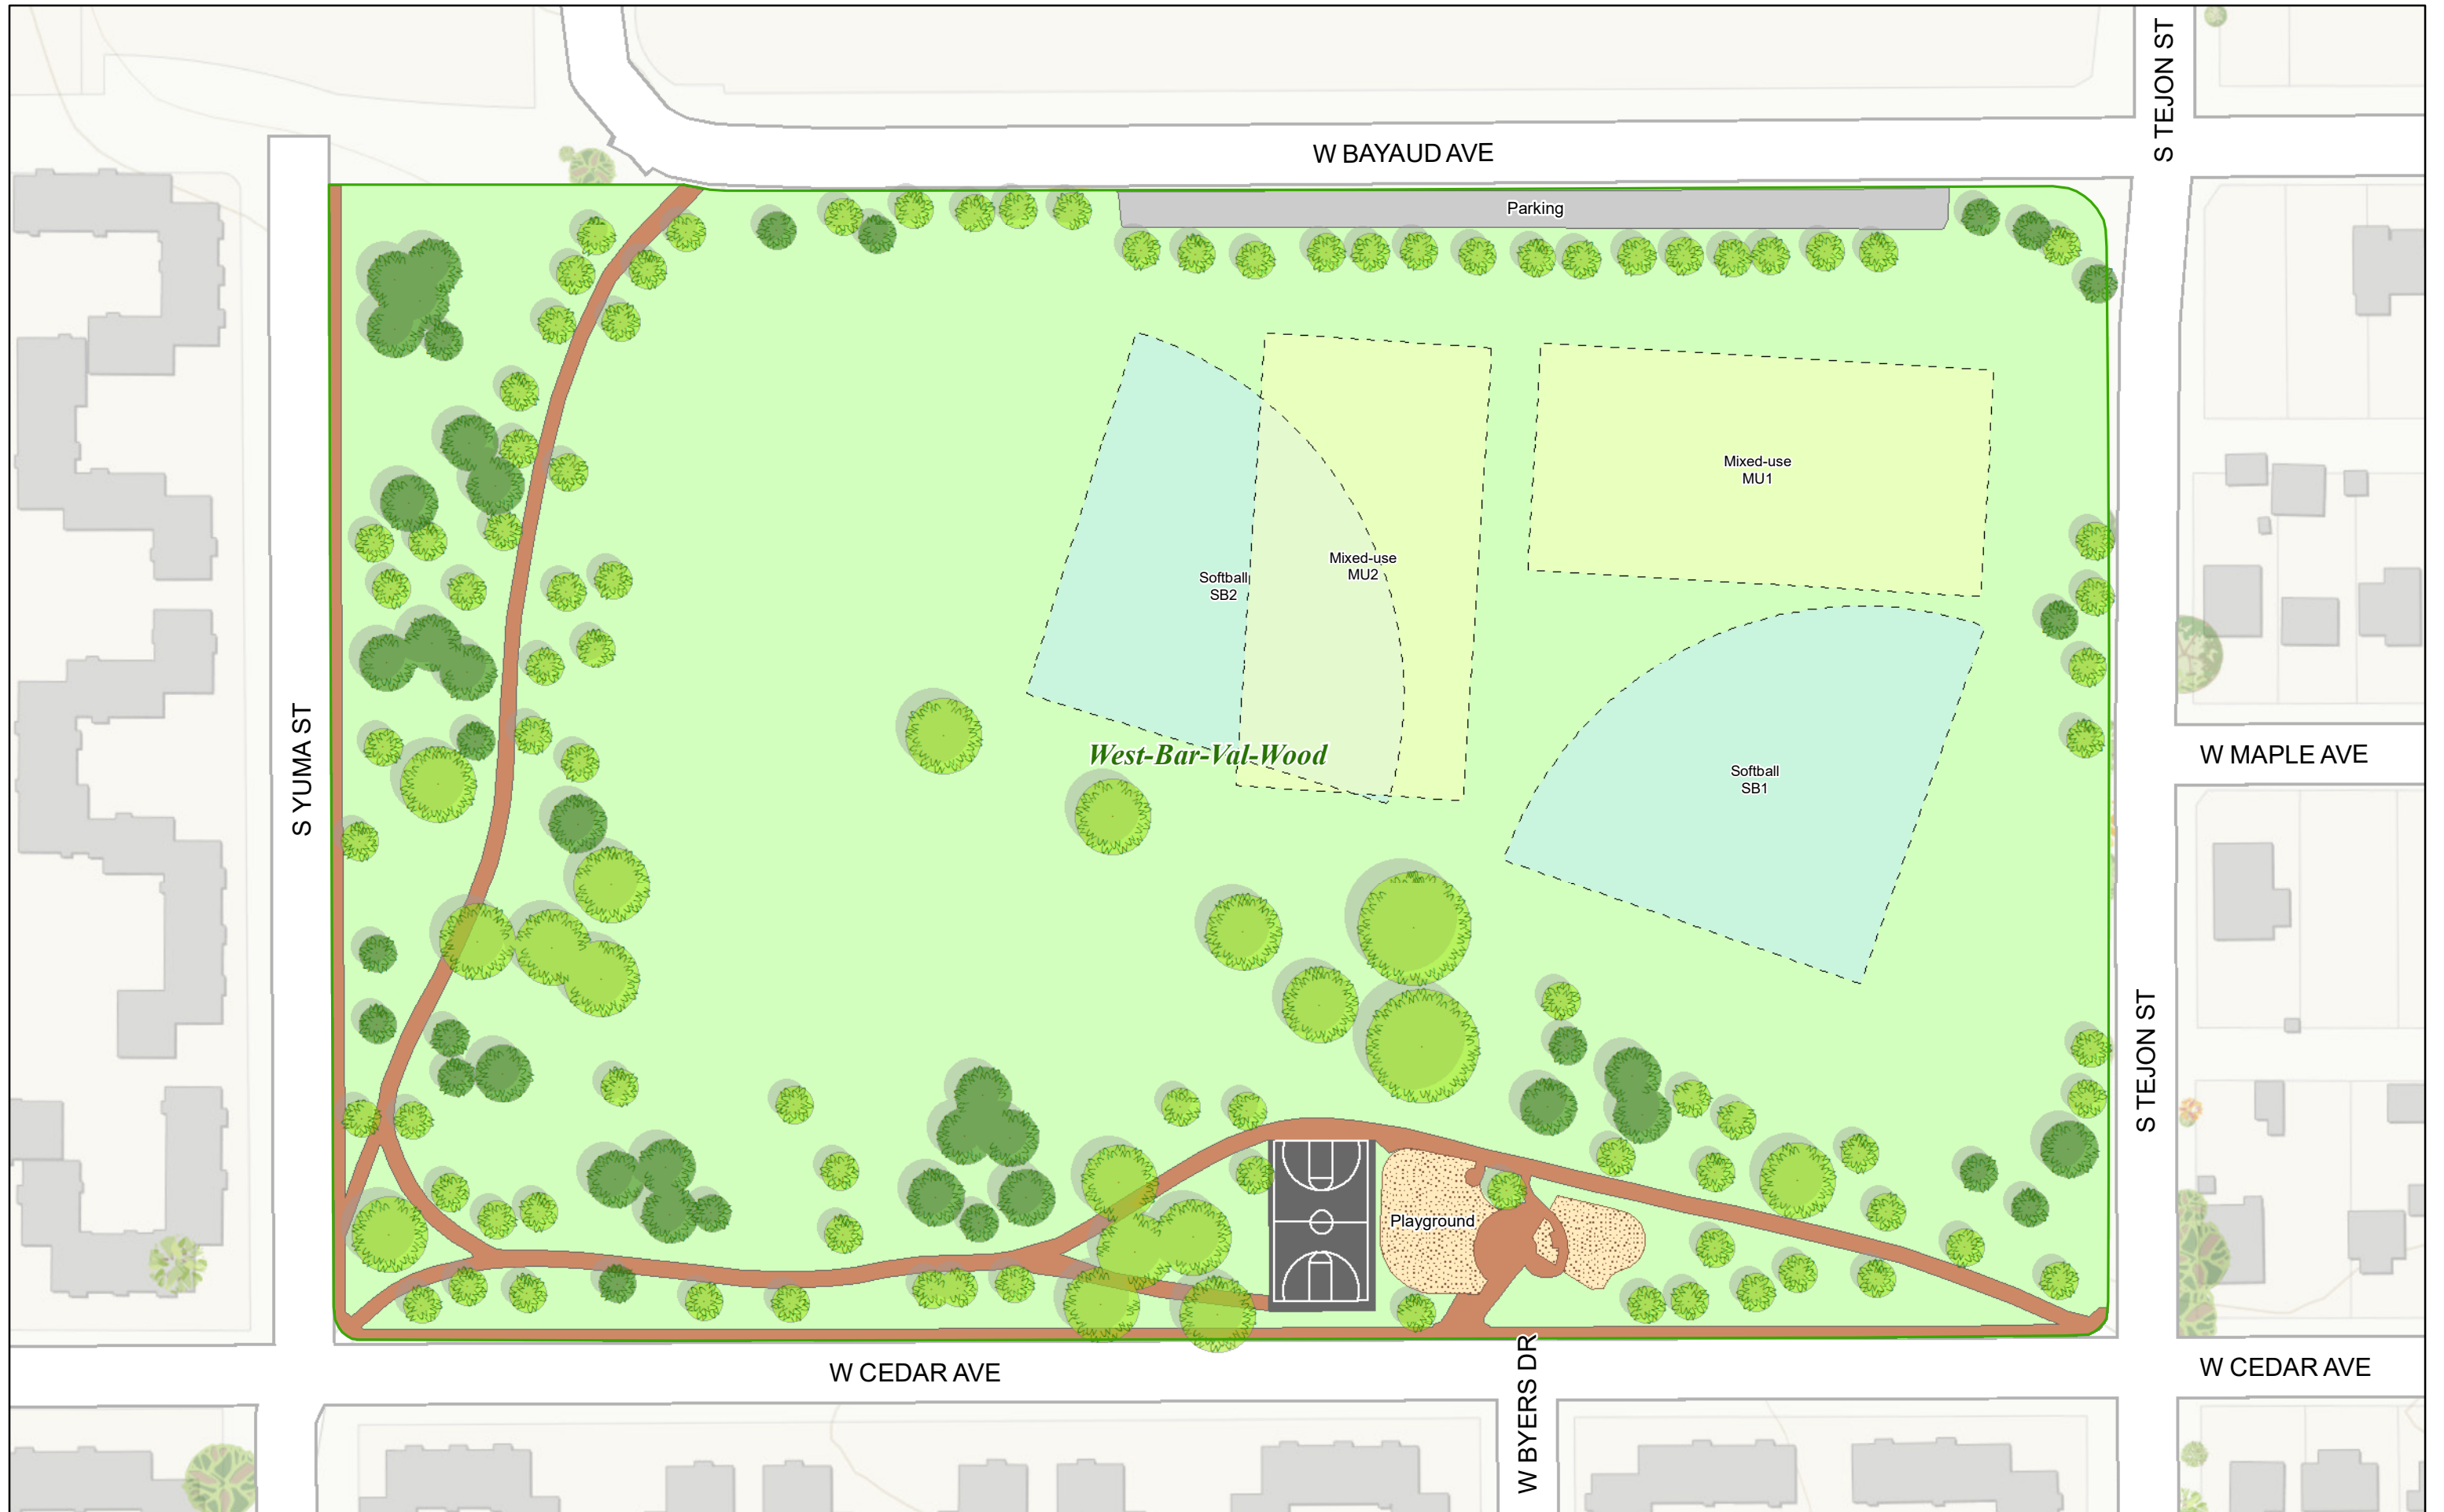 S TEJON ST
W BAYAUD AVE
Parking
Mixed-use
MU1
Mixed-use
MU2
Softball
SB2
West-Bar-Val-Wood
Softball
SB1
S YUMA ST
W MAPLE AVE
S TEJON ST
Playground
W CEDAR AVE
W BYERS DR
W CEDAR AVE